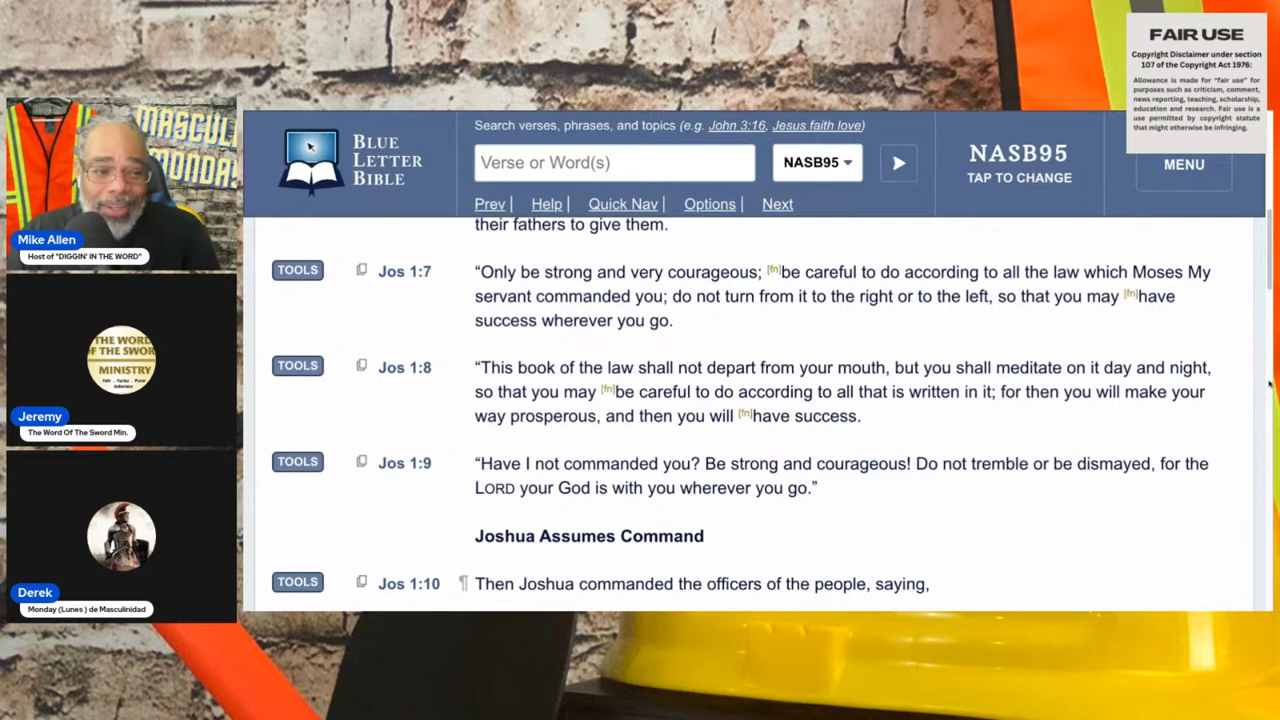 FAIR USE
Copyright Disclaimer under section
107 of the Copyright Act 1976:
Allowance is made for "fair use" for
purposes such as criticism, comment,
news reporting, teaching, scholarship,
education and research. Fair use is a
use permitted by copyright statute
that might otherwise be infringing.
MASCUL
MONDAY
Mike Allen
Host of "DIGGIN' IN THE WORD"
THE WORD
OF THE SWOR
MINISTRY
Jeremy
The Word Of The Sword Min.
Derek
Monday (Lunes ) de Masculinidad
BLUE
LETTER
BIBLE
Search verses, phrases, and topics (e.g. John 3:16, Jesus faith love)
Verse or Word(s)
NASB95
Prev | Help | Quick Nav | Options | Next
NASB95
TAP TO CHANGE
MENU
their fathers to give them.
TOOLS Jos 1:7 “Only be strong and very courageous; [fn]be careful to do according to all the law which Moses My
servant commanded you; do not turn from it to the right or to the left, so that you may [fn]have
success wherever you go.
TOOLS Jos 1:8 “This book of the law shall not depart from your mouth, but you shall meditate on it day and night,
so that you may [fn]be careful to do according to all that is written in it; for then you will make your
way prosperous, and then you will [fn]have success.
TOOLS Jos 1:9 “Have I not commanded you? Be strong and courageous! Do not tremble or be dismayed, for the
LORD your God is with you wherever you go.”
Joshua Assumes Command
TOOLS Jos 1:10 ¶ Then Joshua commanded the officers of the people, saying,